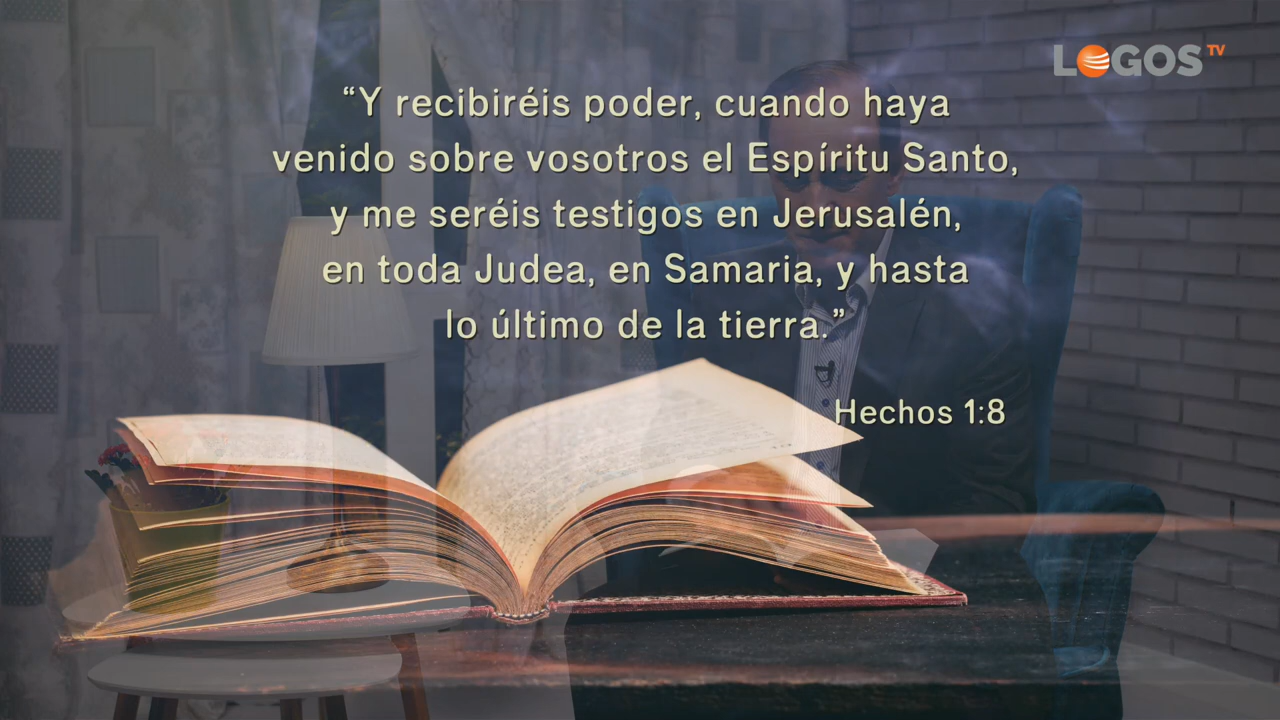 LOGOS TV
“Y recibiréis poder, cuando haya
venido sobre vosotros el Espíritu Santo,
y me seréis testigos en Jerusalén,
en toda Judea, en Samaria, y hasta
lo último de la tierra.”
Hechos 1:8